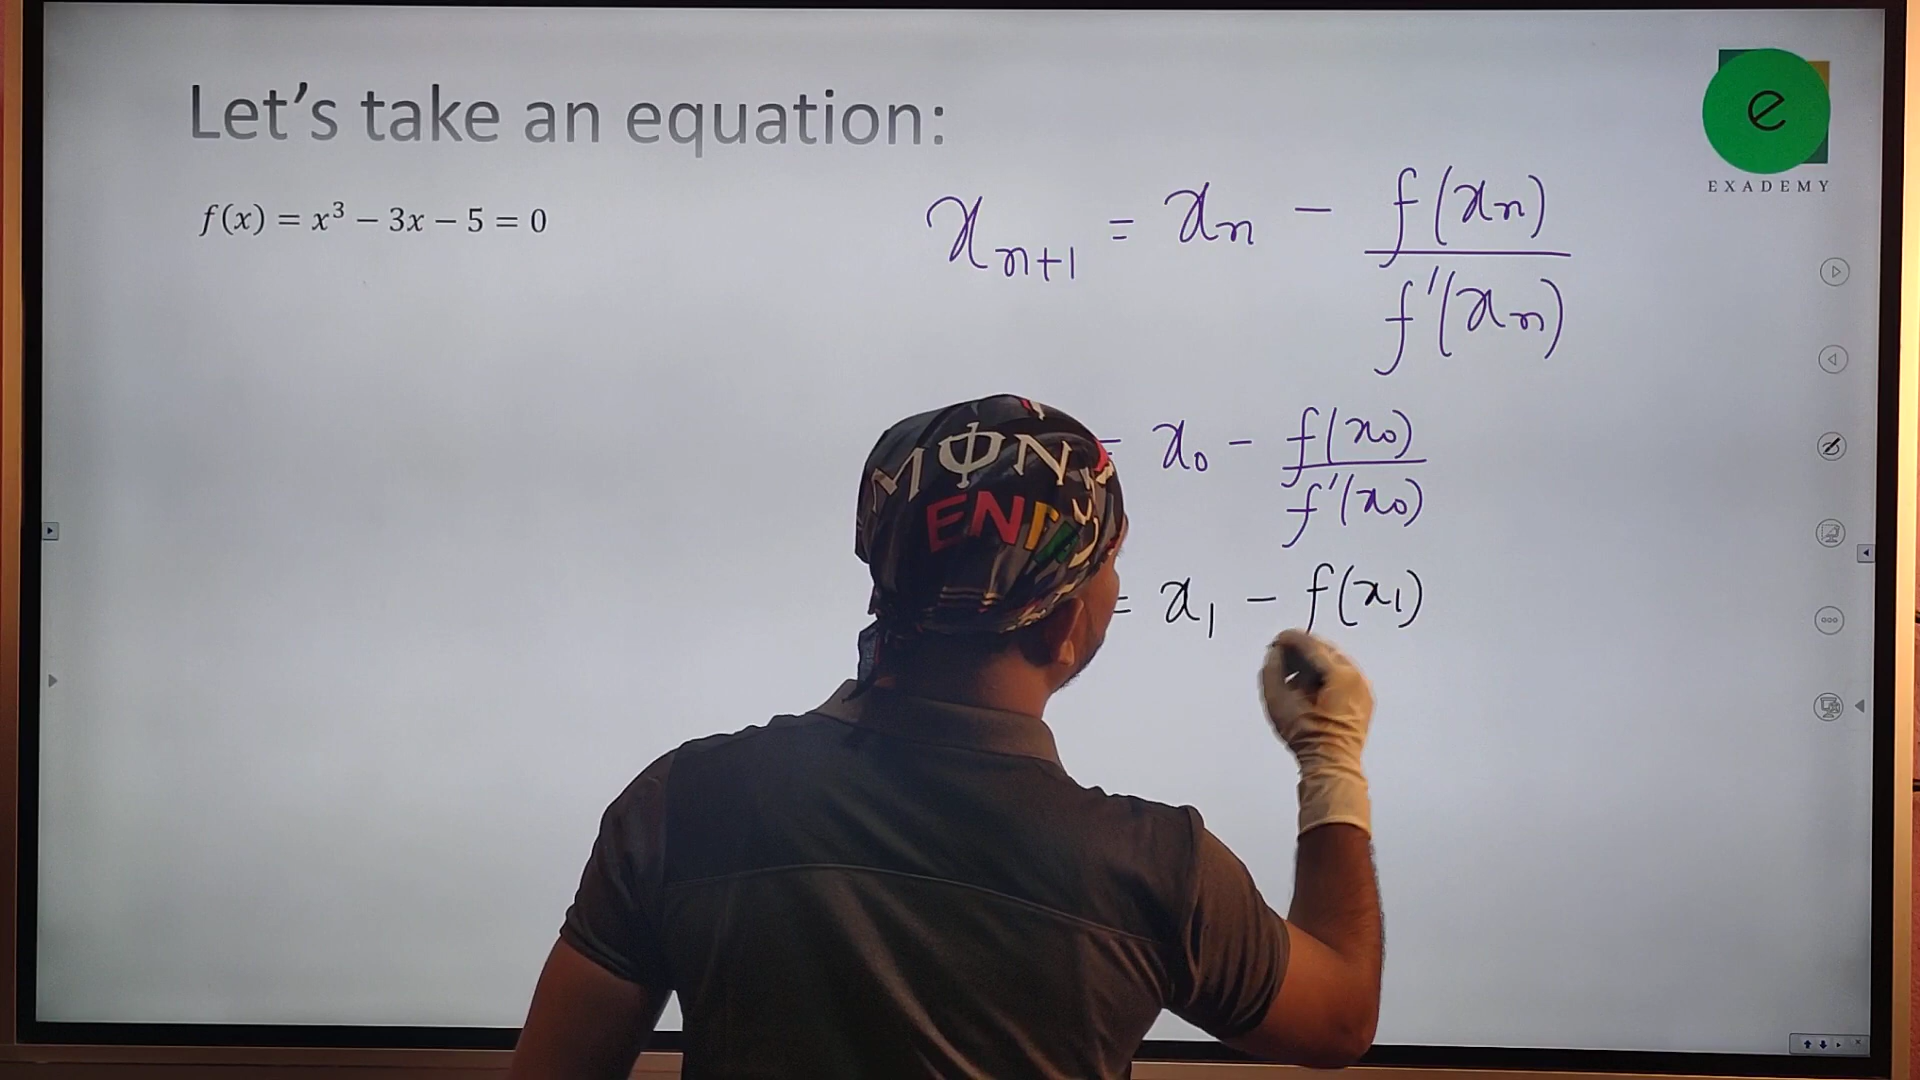 Let's take an equation:
e
EXADEMY
f(x) = x³ − 3x − 5 = 0
xₙ₊₁ = xₙ − f(xₙ) / f'(xₙ)
= x₀ − f(x₀) / f'(x₀)
= x₁ − f(x₁)